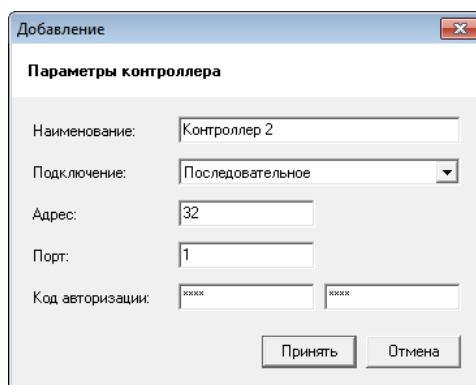 Добавление
Параметры контроллера
Наименование: Контроллер 2
Подключение: Последовательное
Адрес: 32
Порт: 1
Код авторизации: **** ****
Принять Отмена